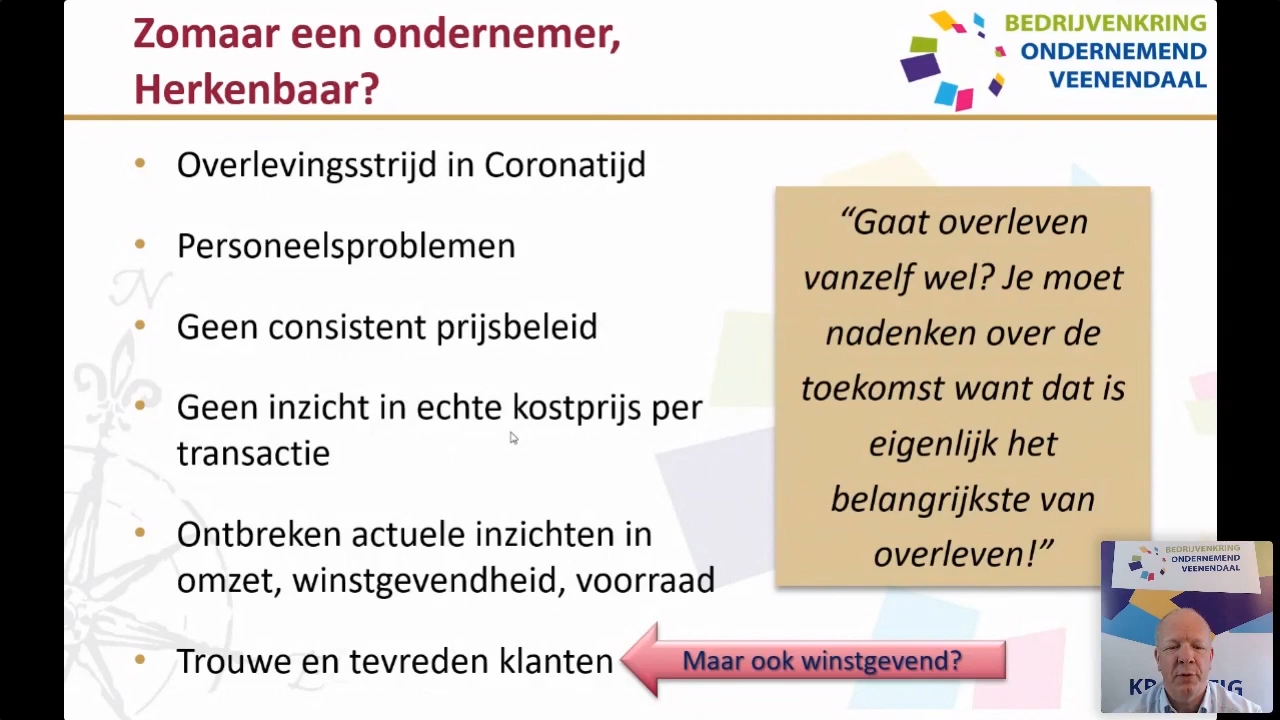 Zomaar een ondernemer,
Herkenbaar?
BEDRIJVENKRING
ONDERNEMEND
VEENENDAAL
Overlevingsstrijd in Coronatijd
Personeelsproblemen
Geen consistent prijsbeleid
Geen inzicht in echte kostprijs per
transactie
Ontbreken actuele inzichten in
omzet, winstgevendheid, voorraad
Trouwe en tevreden klanten
Maar ook winstgevend?
“Gaat overleven
vanzelf wel? Je moet
nadenken over de
toekomst want dat is
eigenlijk het
belangrijkste van
overleven!”
N
BEDRIJVENKRING
ONDERNEMEND
VEENENDAAL